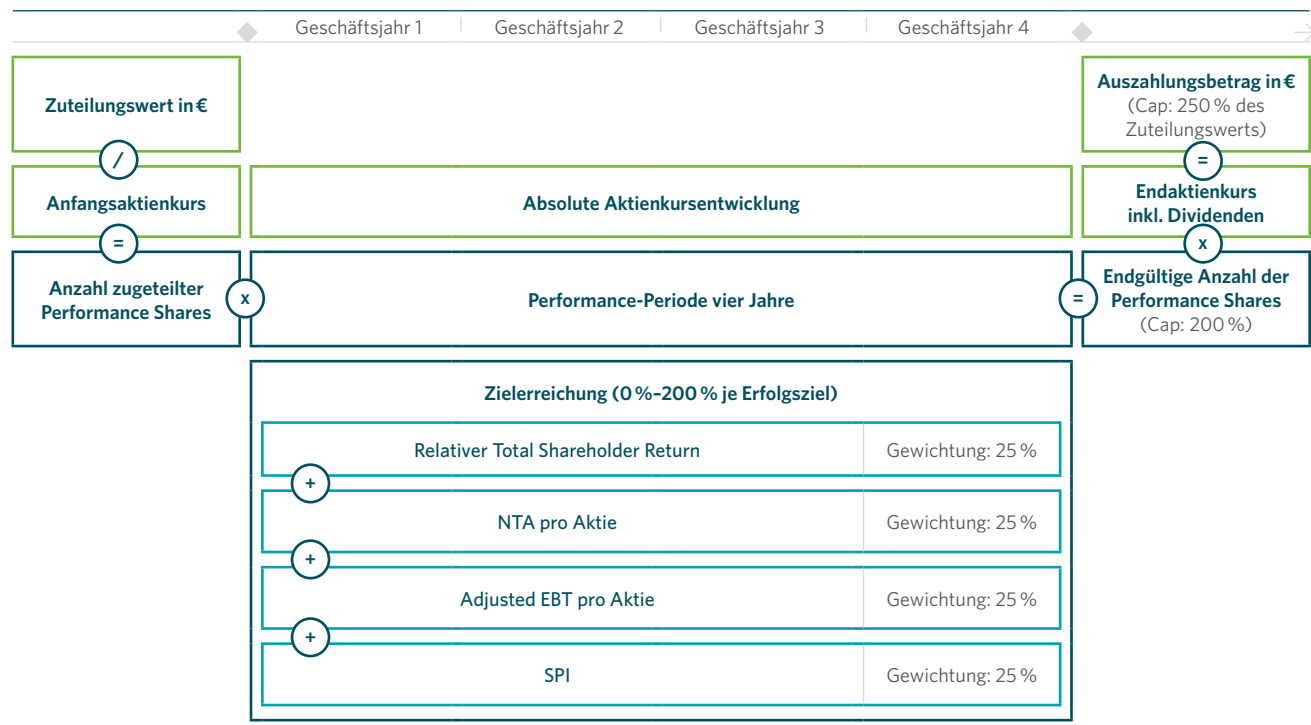 Geschäftsjahr 1
Geschäftsjahr 2
Geschäftsjahr 3
Geschäftsjahr 4
Zuteilungswert in €
/
Anfangsaktienkurs
=
Anzahl zugeteilter
Performance Shares
x
Absolute Aktienkursentwicklung
Performance-Periode vier Jahre
=
Auszahlungsbetrag in €
(Cap: 250 % des
Zuteilungswerts)
=
Endaktienkurs
inkl. Dividenden
x
Endgültige Anzahl der
Performance Shares
(Cap: 200 %)
Zielerreichung (0 %–200 % je Erfolgsziel)
Relativer Total Shareholder Return
Gewichtung: 25 %
+
NTA pro Aktie
Gewichtung: 25 %
+
Adjusted EBT pro Aktie
Gewichtung: 25 %
+
SPI
Gewichtung: 25 %